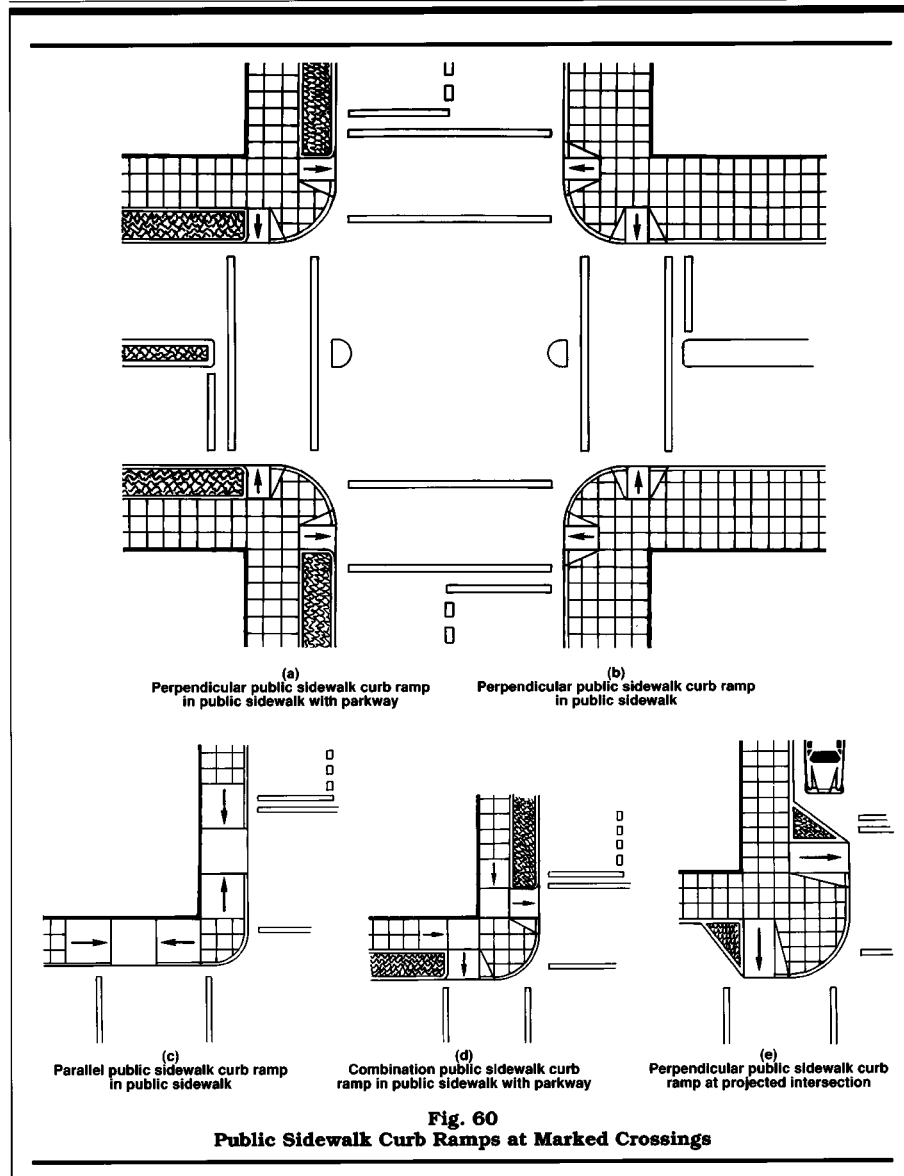 (a)
Perpendicular public sidewalk curb ramp
in public sidewalk with parkway
(b)
Perpendicular public sidewalk curb ramp
in public sidewalk
(c)
Parallel public sidewalk curb ramp
in public sidewalk
(d)
Combination public sidewalk curb
ramp in public sidewalk with parkway
(e)
Perpendicular public sidewalk curb
ramp at projected intersection
Fig. 60
Public Sidewalk Curb Ramps at Marked Crossings